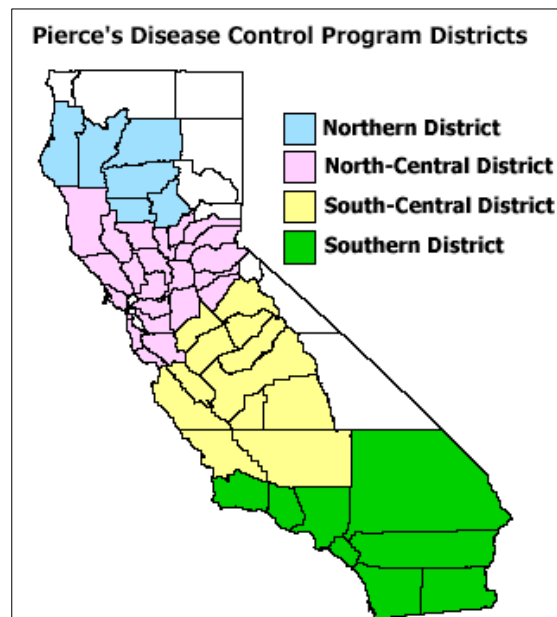 Pierce's Disease Control Program Districts
Northern District
North-Central District
South-Central District
Southern District